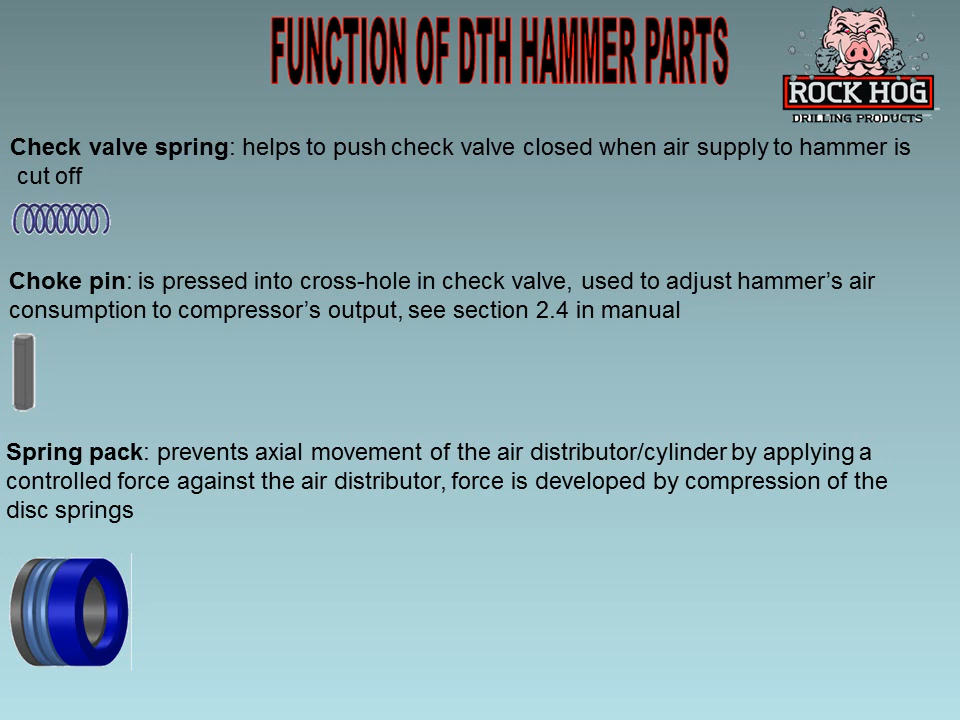 FUNCTION OF DTH HAMMER PARTS
ROCK HOG
DRILLING PRODUCTS
Check valve spring: helps to push check valve closed when air supply to hammer is
cut off
Choke pin: is pressed into cross-hole in check valve, used to adjust hammer’s air
consumption to compressor’s output, see section 2.4 in manual
Spring pack: prevents axial movement of the air distributor/cylinder by applying a
controlled force against the air distributor, force is developed by compression of the
disc springs